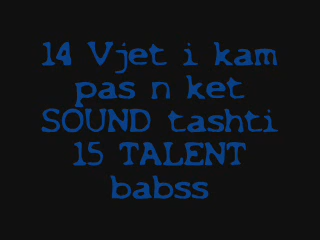 14 Vjet i kam
pas n ket
SOUND tashti
15 TALENT
babss